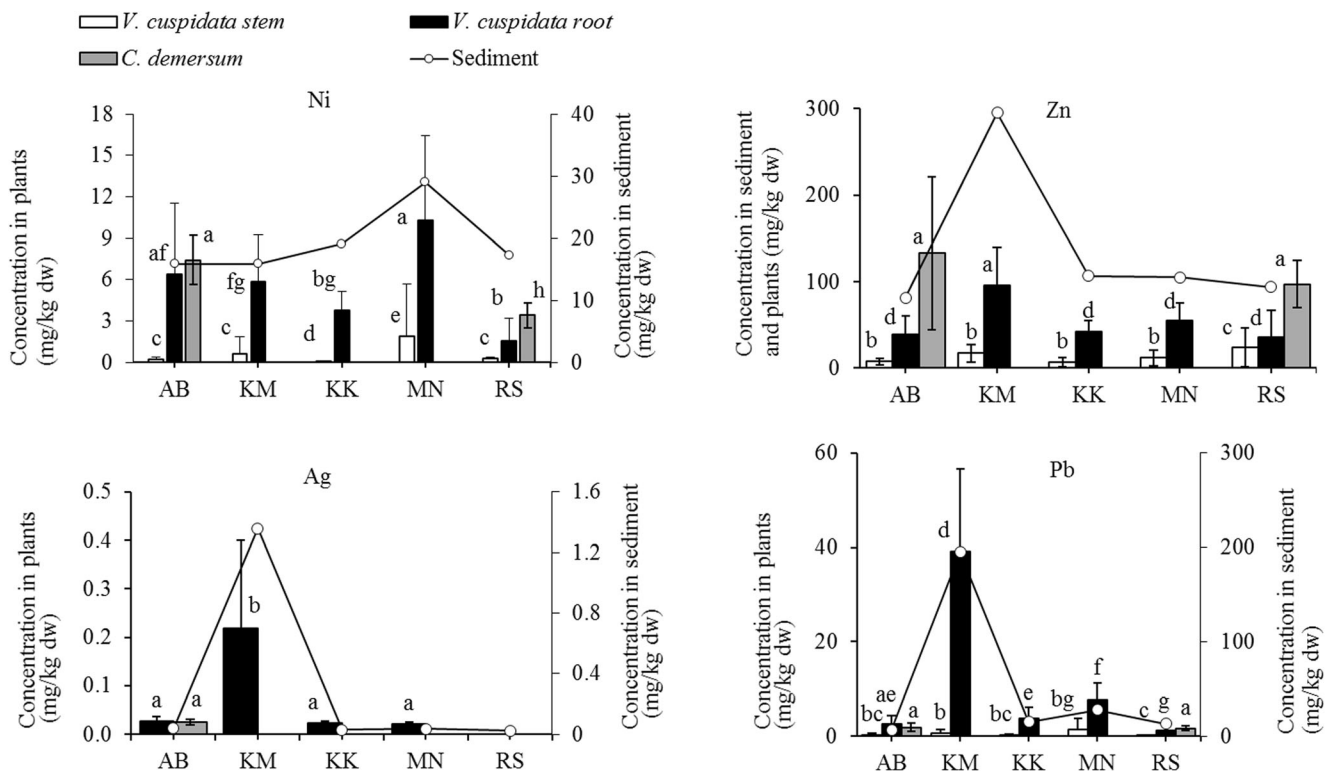 V. cuspidata stem
V. cuspidata root
C. demersum
Sediment
Ni
Concentration in plants
(mg/kg dw)
18
15
12
9
6
3
0
40
30
20
10
0
Concentration in sediment
(mg/kg dw)
af
a
c
fg
c
bg
d
a
e
b
h
c
AB KM KK MN RS
Zn
Concentration in sediment
and plants (mg/kg dw)
300
200
100
0
a
d
b
a
b
d
b
d
b
a
c
d
AB KM KK MN RS
Ag
Concentration in plants
(mg/kg dw)
0.5
0.4
0.3
0.2
0.1
0.0
1.6
1.2
0.8
0.4
0
Concentration in sediment
(mg/kg dw)
a
a
b
a
a
AB KM KK MN RS
Pb
Concentration in plants
(mg/kg dw)
60
40
20
0
300
200
100
0
Concentration in sediment
(mg/kg dw)
ae
bc
a
d
b
e
bc
f
bg
c
g
a
AB KM KK MN RS